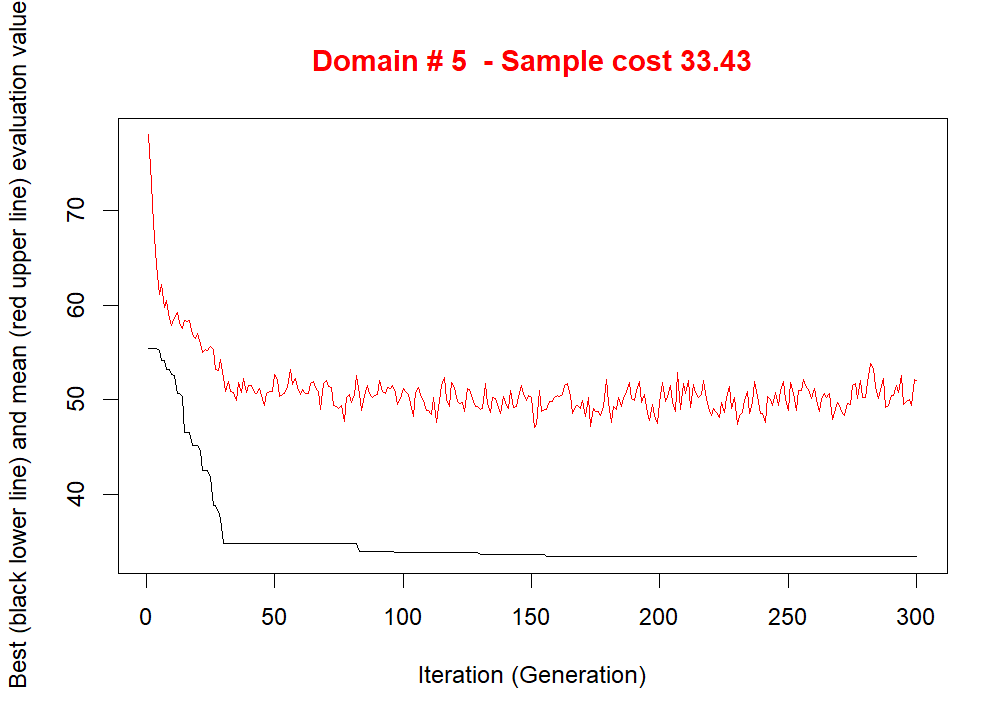 Domain # 5  - Sample cost 33.43
Best (black lower line) and mean (red upper line) evaluation value
70
60
50
40
0 50 100 150 200 250 300
Iteration (Generation)